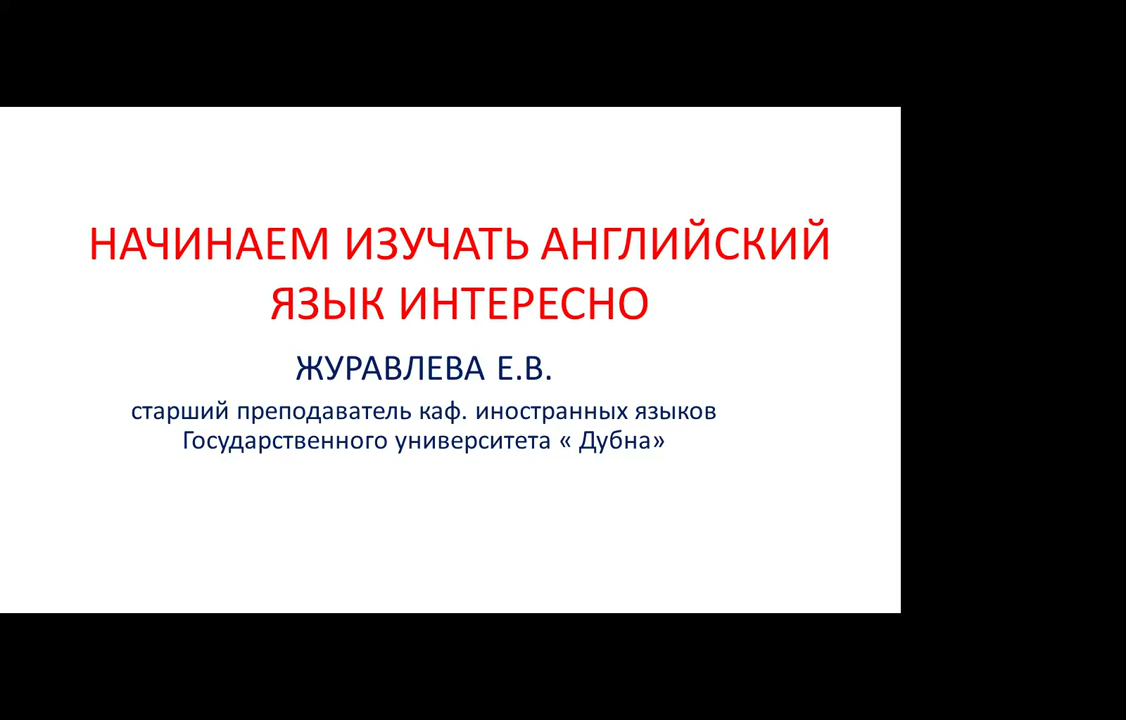 НАЧИНАЕМ ИЗУЧАТЬ АНГЛИЙСКИЙ
ЯЗЫК ИНТЕРЕСНО
ЖУРАВЛЕВА Е.В.
старший преподаватель каф. иностранных языков
Государственного университета « Дубна»